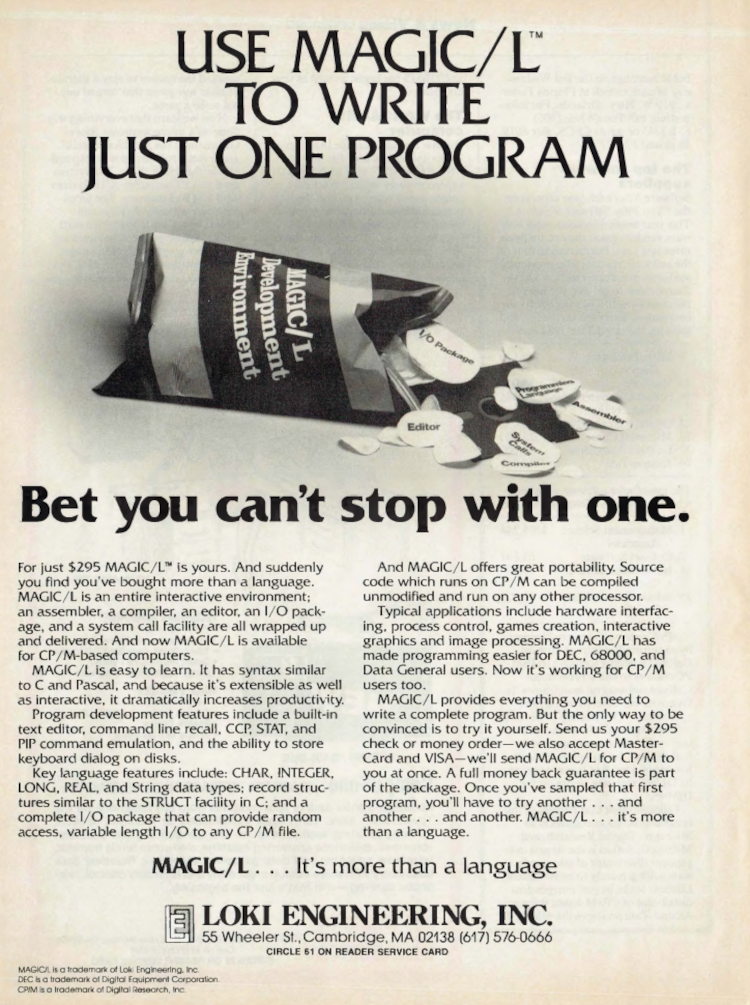 USE MAGIC/L™
TO WRITE
JUST ONE PROGRAM
MAGIC/L
Development
Environment
I/O Package
Programming
Language
Assembler
Editor
System
Calls
Compiler
Bet you can't stop with one.
For just $295 MAGIC/L™ is yours. And suddenly
you find you've bought more than a language.
MAGIC/L is an entire interactive environment;
an assembler, a compiler, an editor, an I/O pack-
age, and a system call facility are all wrapped up
and delivered. And now MAGIC/L is available
for CP/M-based computers.
MAGIC/L is easy to learn. It has syntax similar
to C and Pascal, and because it's extensible as well
as interactive, it dramatically increases productivity.
Program development features include a built-in
text editor, command line recall, CCP, STAT, and
PIP command emulation, and the ability to store
keyboard dialog on disks.
Key language features include: CHAR, INTEGER,
LONG, REAL, and String data types; record struc-
tures similar to the STRUCT facility in C; and a
complete I/O package that can provide random
access, variable length I/O to any CP/M file.
And MAGIC/L offers great portability. Source
code which runs on CP/M can be compiled
unmodified and run on any other processor.
Typical applications include hardware interfac-
ing, process control, games creation, interactive
graphics and image processing. MAGIC/L has
made programming easier for DEC, 68000, and
Data General users. Now it's working for CP/M
users too.
MAGIC/L provides everything you need to
write a complete program. But the only way to be
convinced is to try it yourself. Send us your $295
check or money order—we also accept Master-
Card and VISA—we'll send MAGIC/L for CP/M to
you at once. A full money back guarantee is part
of the package. Once you've sampled that first
program, you'll have to try another . . . and
another . . . and another. MAGIC/L . . . it's more
than a language.
MAGIC/L . . . It's more than a language
LOKI ENGINEERING, INC.
55 Wheeler St., Cambridge, MA 02138 (617) 576-0666
CIRCLE 61 ON READER SERVICE CARD
MAGIC/L is a trademark of Loki Engineering, Inc.
DEC is a trademark of Digital Equipment Corporation.
CP/M is a trademark of Digital Research, Inc.